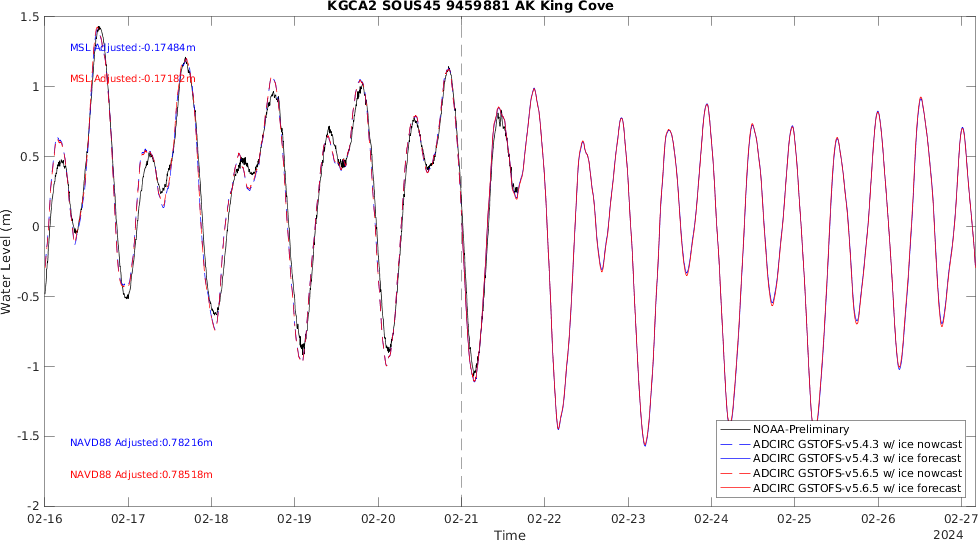 KGCA2 SOUS45 9459881 AK King Cove
1.5
1
0.5
0
-0.5
-1
-1.5
-2
Water Level (m)
MSL Adjusted:-0.17484m
MSL Adjusted:-0.17182m
NAVD88 Adjusted:0.78216m
NAVD88 Adjusted:0.78518m
NOAA-Preliminary
ADCIRC GSTOFS-v5.4.3 w/ ice nowcast
ADCIRC GSTOFS-v5.4.3 w/ ice forecast
ADCIRC GSTOFS-v5.6.5 w/ ice nowcast
ADCIRC GSTOFS-v5.6.5 w/ ice forecast
02-16 02-17 02-18 02-19 02-20 02-21 02-22 02-23 02-24 02-25 02-26 02-27
Time
2024